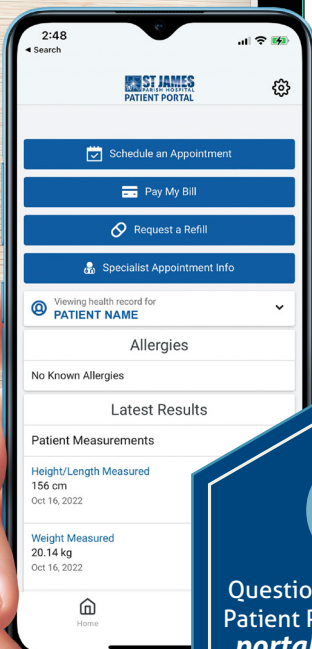 2:48
◂ Search
ST JAMES
PARISH HOSPITAL
PATIENT PORTAL
Schedule an Appointment
Pay My Bill
Request a Refill
Specialist Appointment Info
Viewing health record for
PATIENT NAME
Allergies
No Known Allergies
Latest Results
Patient Measurements
Height/Length Measured
156 cm
Oct 16, 2022
Weight Measured
20.14 kg
Oct 16, 2022
Home
Patient